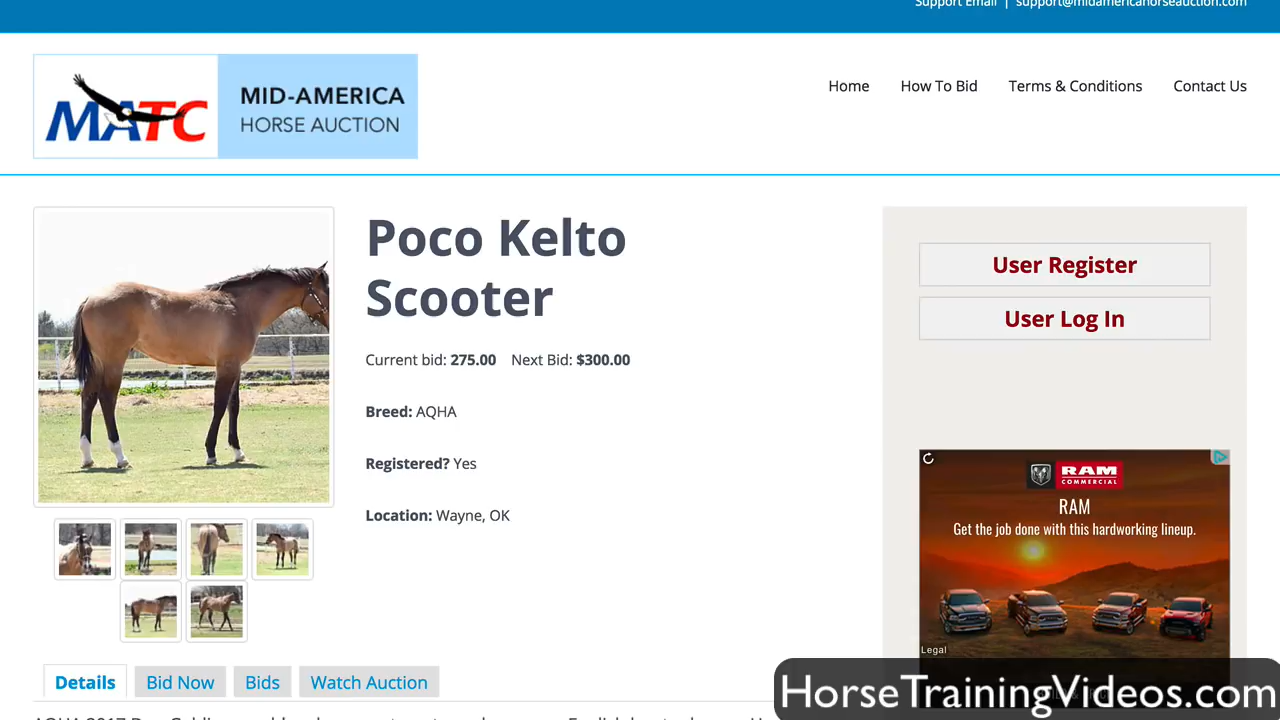 Support Email | support@midamericahorseauction.com
MATC
MID-AMERICA
HORSE AUCTION
Home How To Bid Terms & Conditions Contact Us
Poco Kelto
Scooter
Current bid: 275.00 Next Bid: $300.00
Breed: AQHA
Registered? Yes
Location: Wayne, OK
User Register
User Log In
RAM
COMMERCIAL
RAM
Get the job done with this hardworking lineup.
Legal
Details Bid Now Bids Watch Auction
HorseTrainingVideos.com